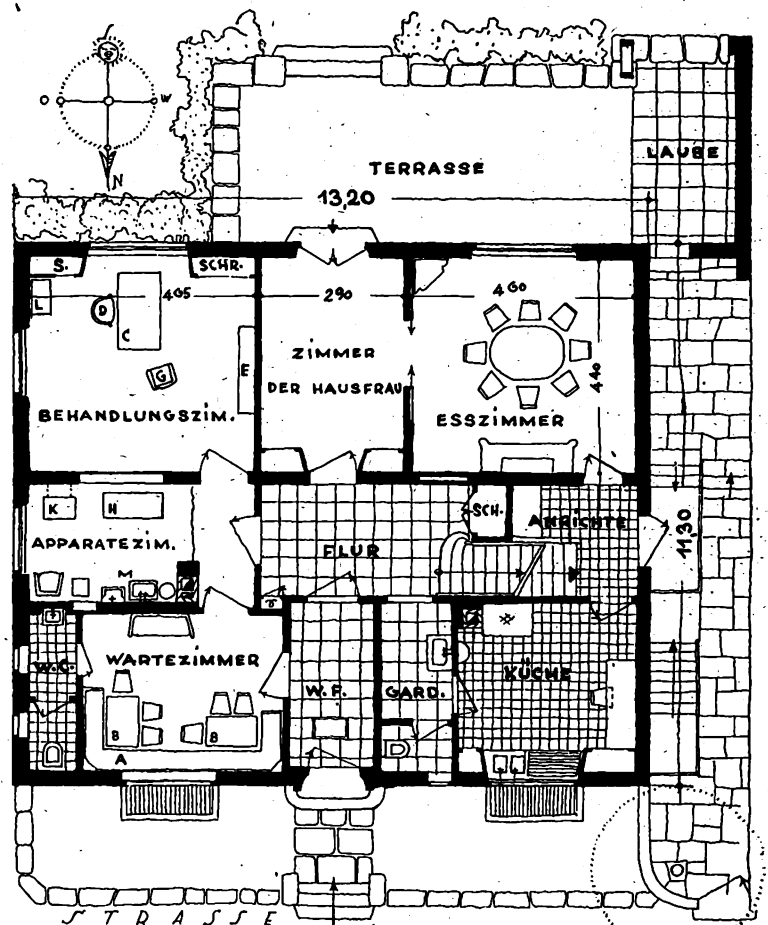 O W
N
TERRASSE
LAUBE
13,20
S. SCHR.
L D C
405 290 460
G E
ZIMMER
DER HAUSFRAU
440
BEHANDLUNGSZIM.
ESSZIMMER
K H
SCH.
ANRICHTE
APPARATEZIM.
FLUR
11,30
M
T
W.C.
WARTEZIMMER
W.F.
GARD.
KÜCHE
B B
A
STRASSE